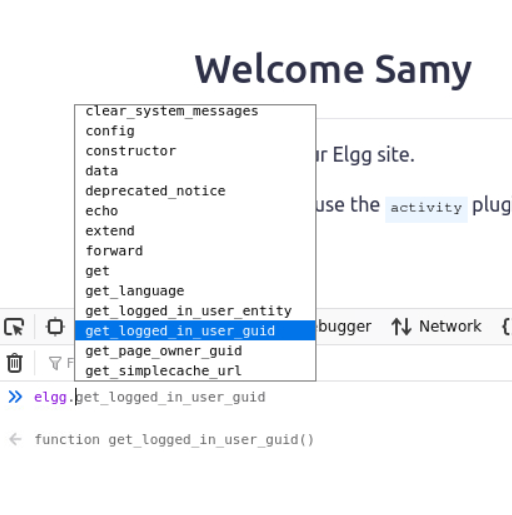 Welcome Samy
clear_system_messages
config
constructor
data
deprecated_notice
echo
extend
forward
get
get_language
get_logged_in_user_entity
get_logged_in_user_guid
get_page_owner_guid
get_simplecache_url
ur Elgg site.
use the activity plug
bugger Network {
F
elgg.get_logged_in_user_guid
function get_logged_in_user_guid()